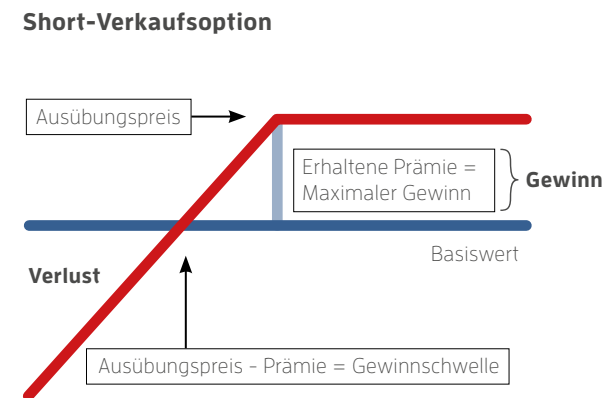 Short-Verkaufsoption
Ausübungspreis
Erhaltene Prämie =
Maximaler Gewinn
Gewinn
Basiswert
Verlust
Ausübungspreis - Prämie = Gewinnschwelle